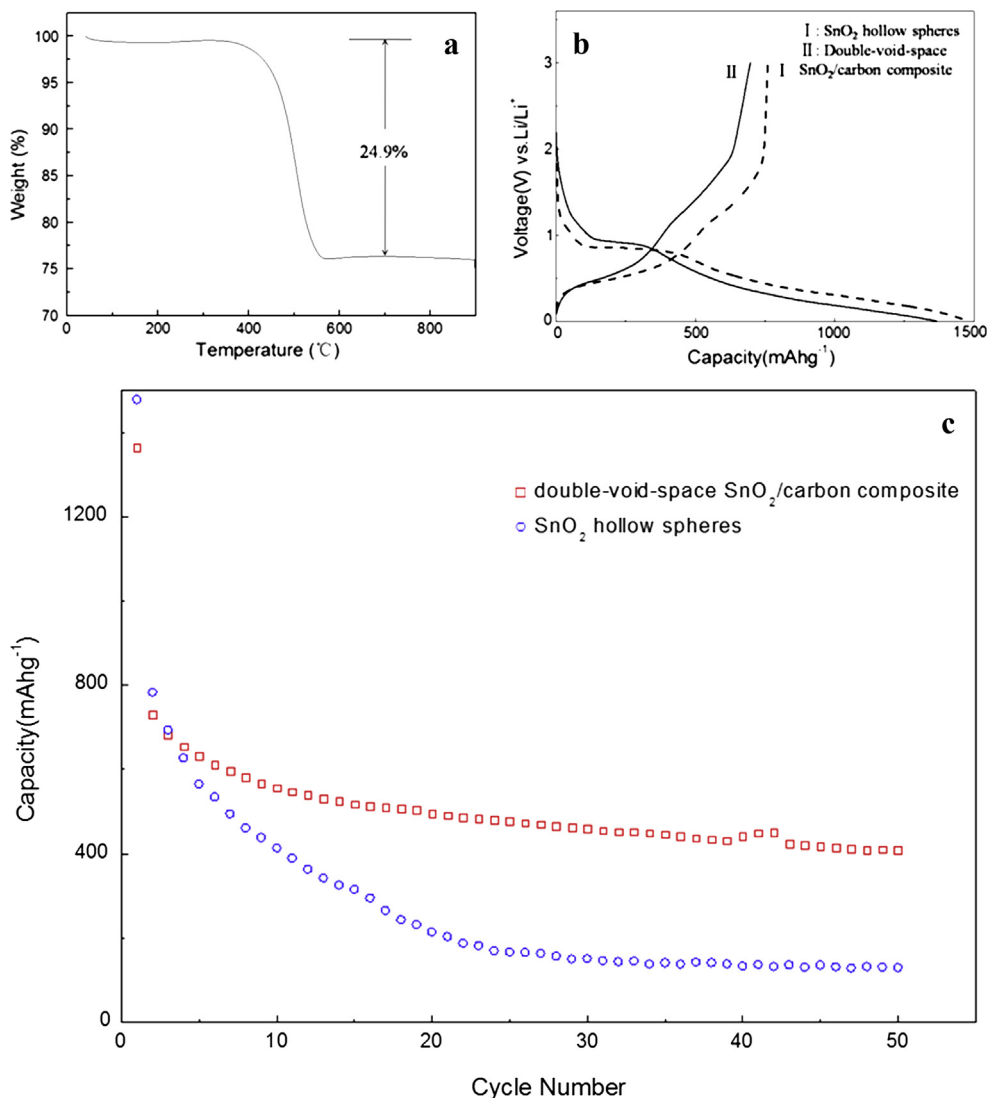 a
100
95
90
85
80
75
70
24.9%
0
200
400
600
800
Weight (%)
Temperature (℃)
b
I : SnO₂ hollow spheres
II : Double-void-space
SnO₂/carbon composite
II
I
3
2
1
0
0
500
1000
1500
Voltage(V) vs.Li/Li⁺
Capacity(mAhg⁻¹)
c
double-void-space SnO₂/carbon composite
SnO₂ hollow spheres
1200
800
400
0
0
10
20
30
40
50
Capacity(mAhg⁻¹)
Cycle Number